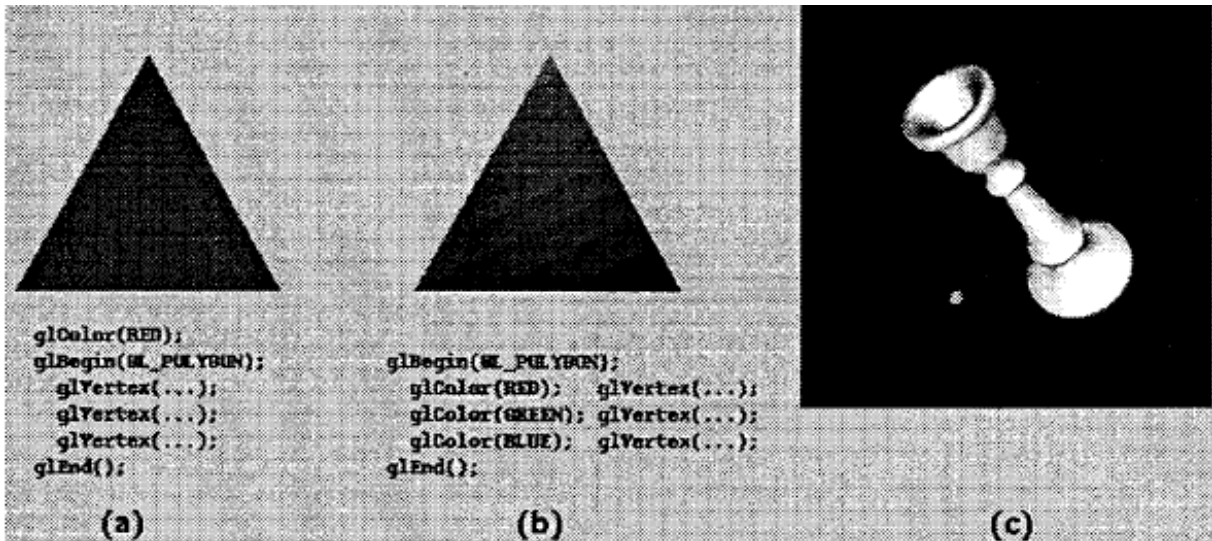 glColor(RED);
glBegin(GL_POLYGON);
glVertex(...);
glVertex(...);
glVertex(...);
glEnd();
(a)
glBegin(GL_POLYGON);
glColor(RED); glVertex(...);
glColor(GREEN); glVertex(...);
glColor(BLUE); glVertex(...);
glEnd();
(b)
(c)